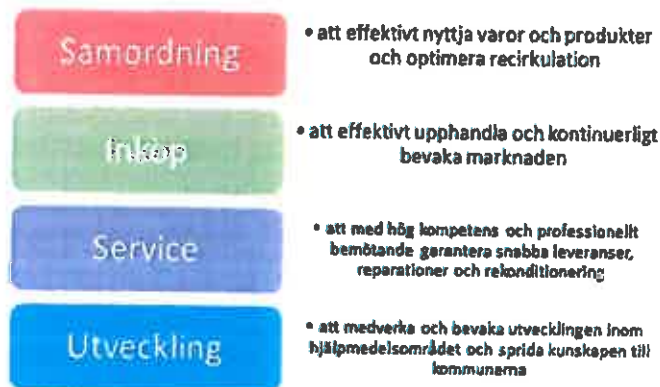 Samordning
• att effektivt nyttja varor och produkter
och optimera recirkulation
Inköp
• att effektivt upphandla och kontinuerligt
bevaka marknaden
Service
• att med hög kompetens och professionellt
bemötande garantera snabba leveranser,
reparationer och rekonditionering
Utveckling
• att medverka och bevaka utvecklingen inom
hjälpmedelsområdet och sprida kunskapen till
kommunerna